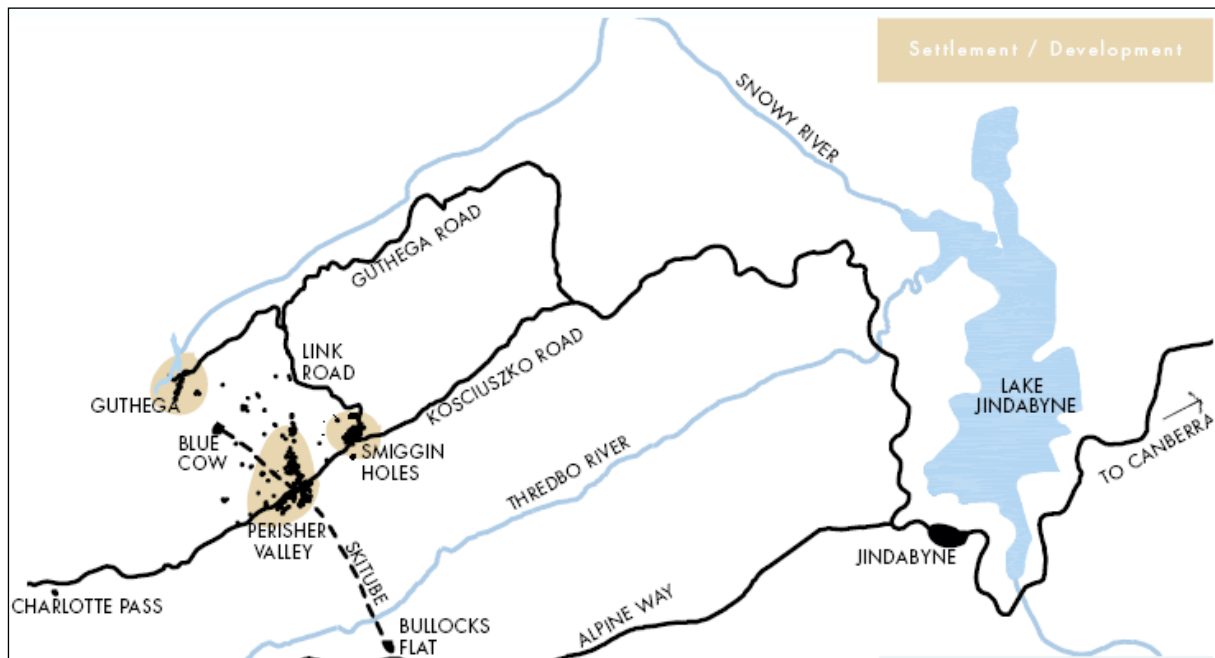 Settlement / Development
SNOWY RIVER
GUTHEGA ROAD
LINK
ROAD
KOSCIUSZKO ROAD
GUTHEGA
BLUE
COW
SMIGGIN
HOLES
LAKE
JINDABYNE
TO CANBERRA
THREDBO RIVER
PERISHER
VALLEY
SKITUBE
JINDABYNE
CHARLOTTE PASS
BULLOCKS
FLAT
ALPINE WAY